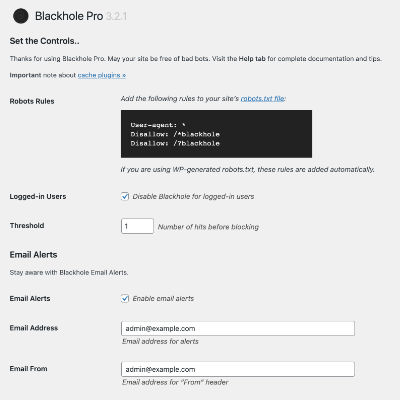 Blackhole Pro 3.2.1
Set the Controls..
Thanks for using Blackhole Pro. May your site be free of bad bots. Visit the Help tab for complete documentation and tips.
Important note about cache plugins »
Robots Rules
Add the following rules to your site's robots.txt file:
User-agent: *
Disallow: /*blackhole
Disallow: /?blackhole
If you are using WP-generated robots.txt, these rules are added automatically.
Logged-in Users
Disable Blackhole for logged-in users
Threshold
1 Number of hits before blocking
Email Alerts
Stay aware with Blackhole Email Alerts.
Email Alerts
Enable email alerts
Email Address
admin@example.com
Email address for alerts
Email From
admin@example.com
Email address for "From" header